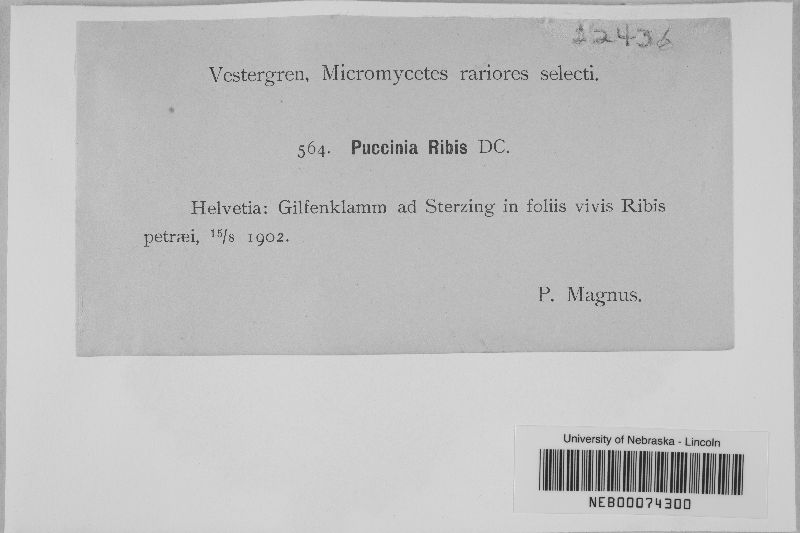 12436
Vestergren, Micromycetes rariores selecti.
564. Puccinia Ribis DC.
Helvetia: Gilfenklamm ad Sterzing in foliis vivis Ribis
petræi, 15/8 1902.
P. Magnus.
University of Nebraska - Lincoln
NEB00074300